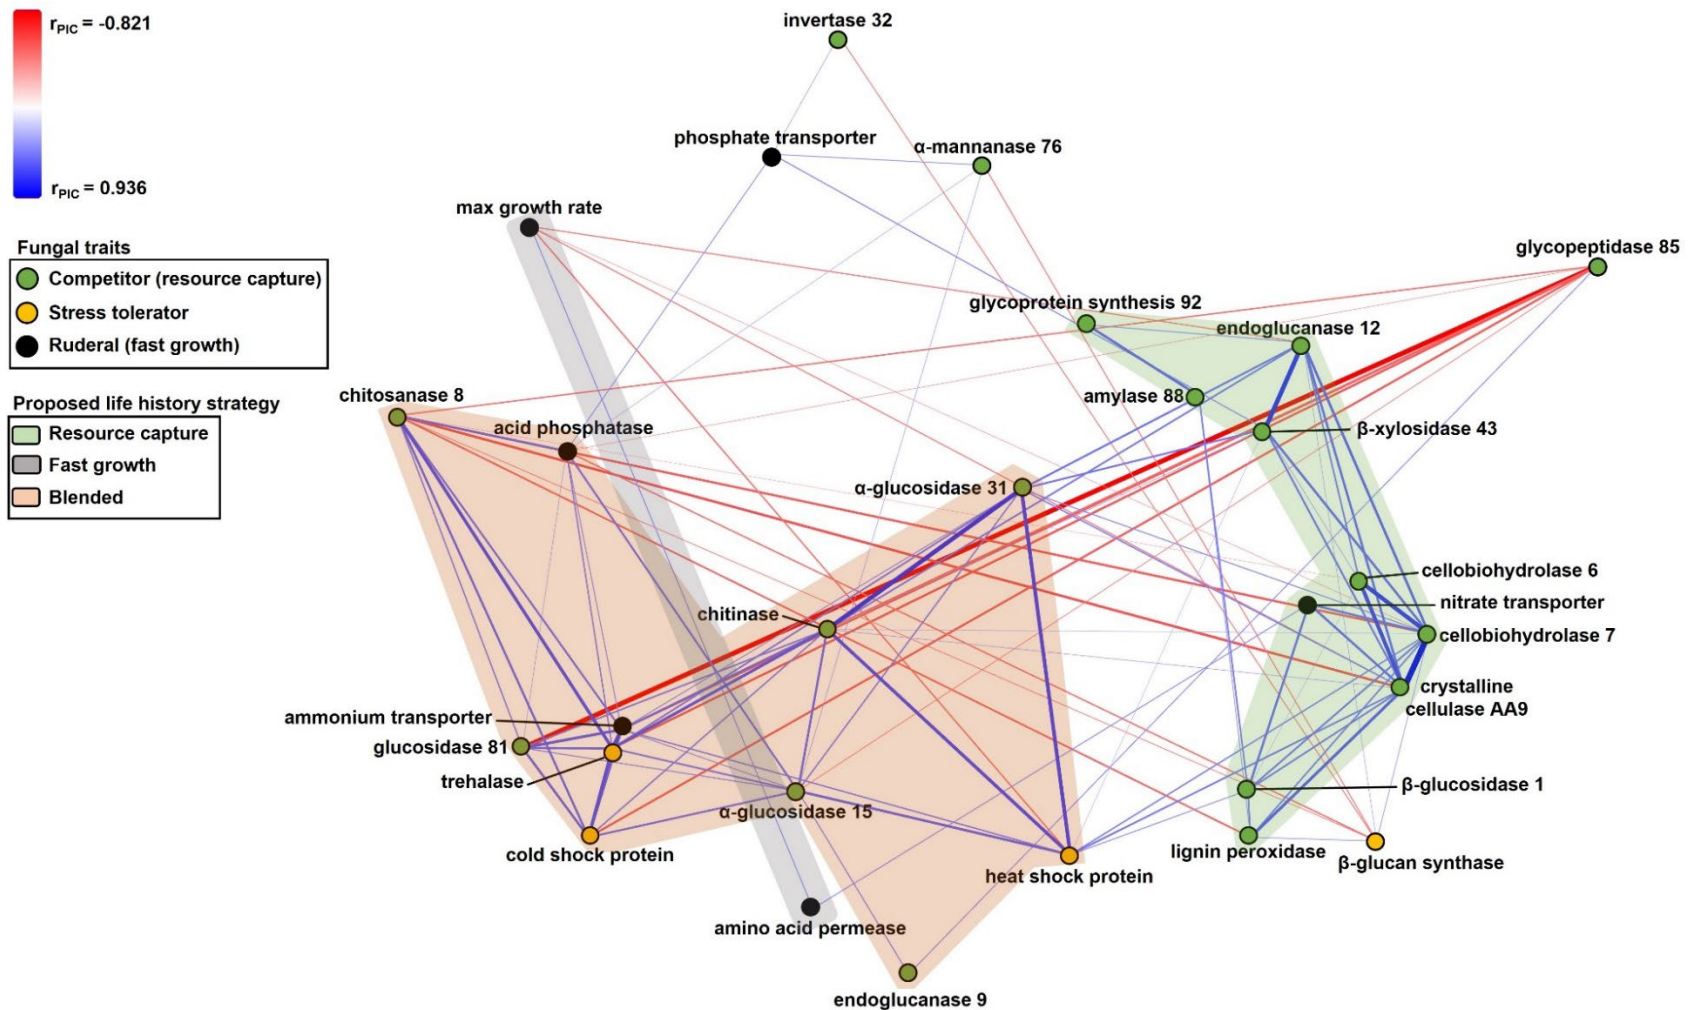 r_PIC = -0.821
r_PIC = 0.936
Fungal traits
Competitor (resource capture)
Stress tolerator
Ruderal (fast growth)
Proposed life history strategy
Resource capture
Fast growth
Blended
invertase 32
phosphate transporter
α-mannanase 76
max growth rate
glycopeptidase 85
glycoprotein synthesis 92
endoglucanase 12
chitosanase 8
amylase 88
acid phosphatase
β-xylosidase 43
α-glucosidase 31
cellobiohydrolase 6
nitrate transporter
chitinase
cellobiohydrolase 7
crystalline
cellulase AA9
ammonium transporter
glucosidase 81
trehalase
β-glucosidase 1
α-glucosidase 15
cold shock protein
lignin peroxidase
β-glucan synthase
heat shock protein
amino acid permease
endoglucanase 9